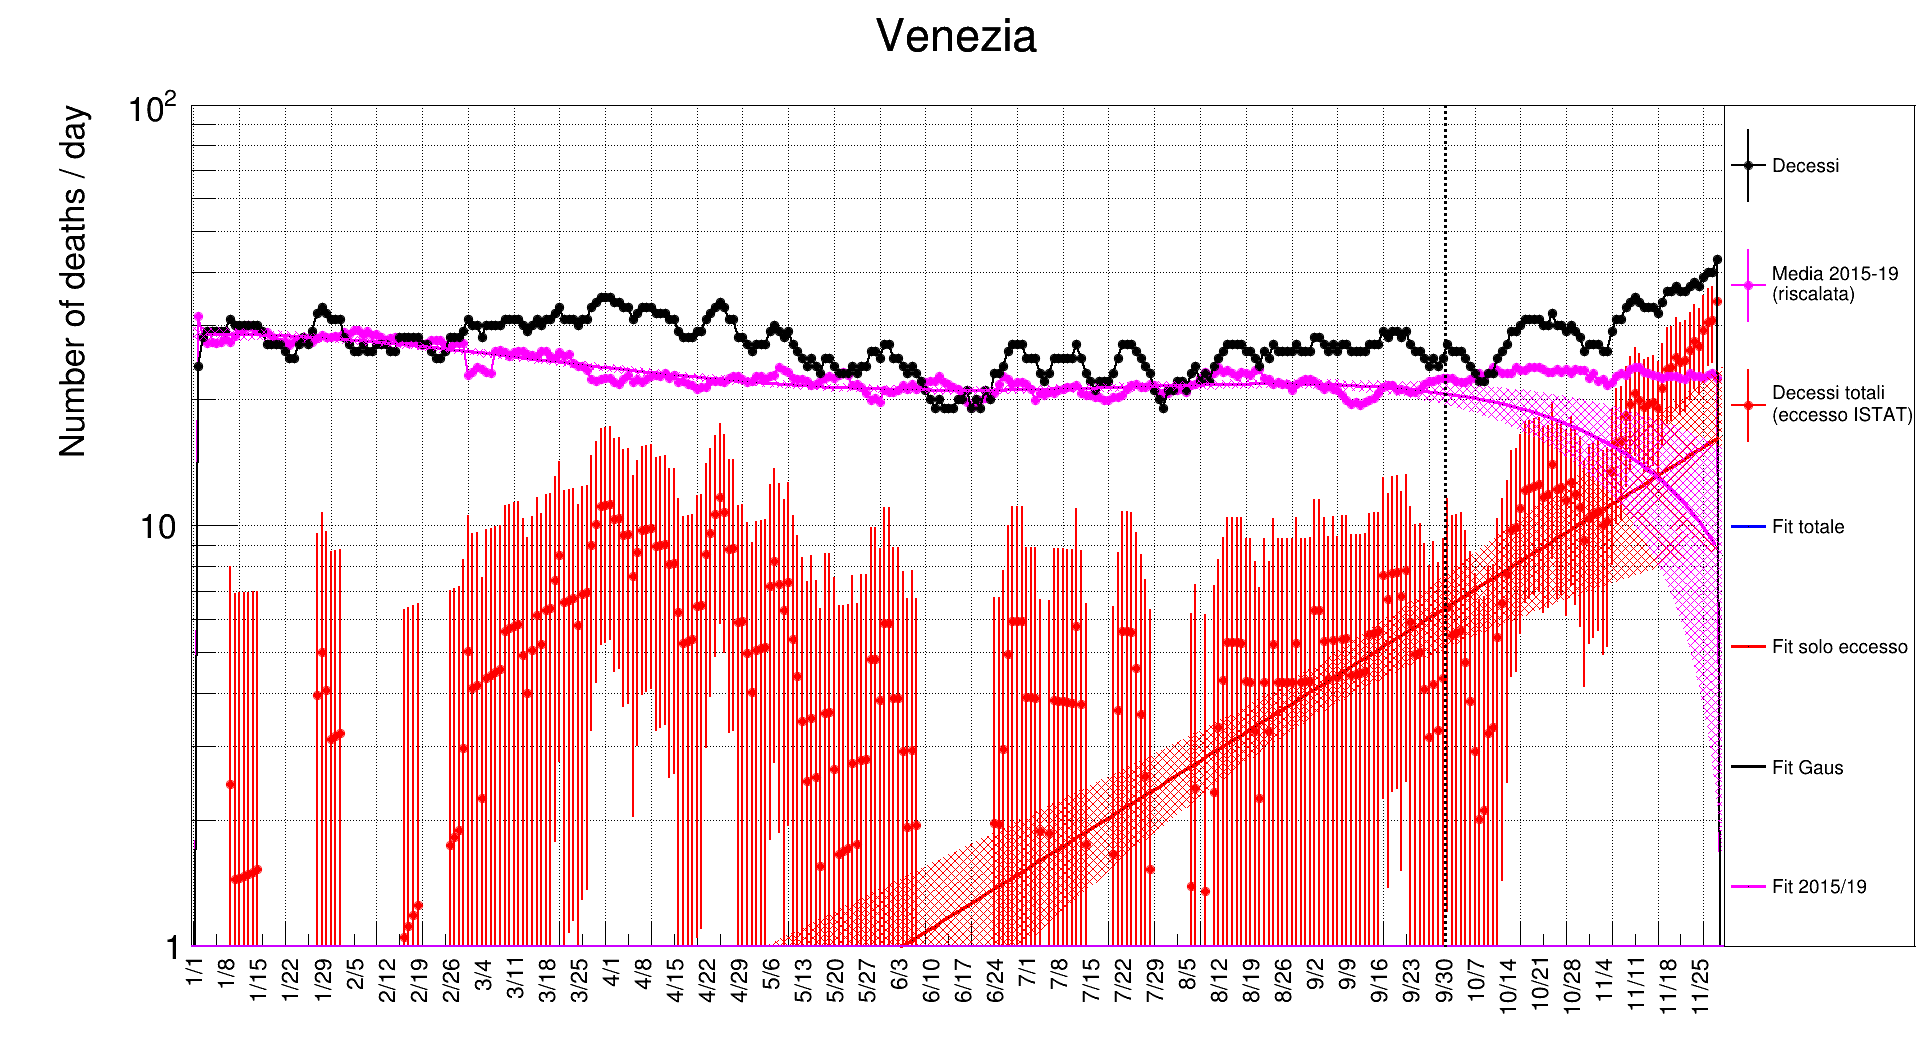 Venezia
Number of deaths / day
10²
10
1
1/1 1/8 1/15 1/22 1/29 2/5 2/12 2/19 2/26 3/4 3/11 3/18 3/25 4/1 4/8 4/15 4/22 4/29 5/6 5/13 5/20 5/27 6/3 6/10 6/17 6/24 7/1 7/8 7/15 7/22 7/29 8/5 8/12 8/19 8/26 9/2 9/9 9/16 9/23 9/30 10/7 10/14 10/21 10/28 11/4 11/11 11/18 11/25
Decessi
Media 2015-19
(riscalata)
Decessi totali
(eccesso ISTAT)
Fit totale
Fit solo eccesso
Fit Gaus
Fit 2015/19